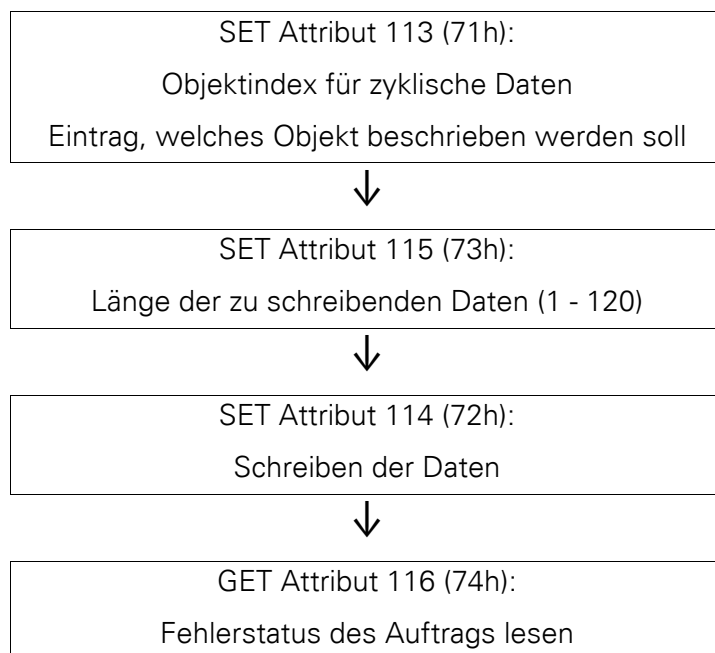 SET Attribut 113 (71h):
Objektindex für zyklische Daten
Eintrag, welches Objekt beschrieben werden soll
SET Attribut 115 (73h):
Länge der zu schreibenden Daten (1 - 120)
SET Attribut 114 (72h):
Schreiben der Daten
GET Attribut 116 (74h):
Fehlerstatus des Auftrags lesen